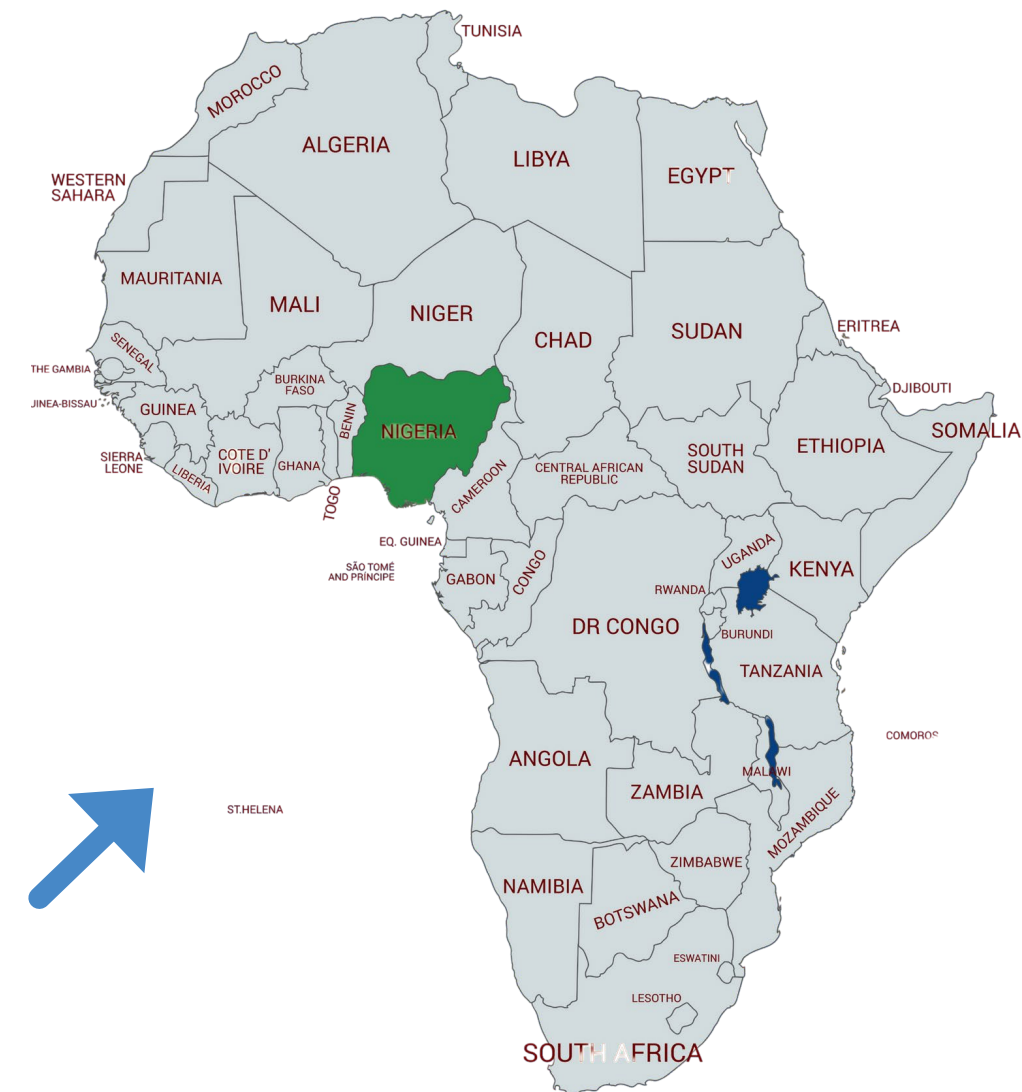 TUNISIA
MOROCCO
ALGERIA
LIBYA
EGYPT
WESTERN
SAHARA
MAURITANIA
MALI
NIGER
CHAD
SUDAN
ERITREA
SENEGAL
THE GAMBIA
BURKINA
FASO
DJIBOUTI
JINEA-BISSAU
GUINEA
BENIN
NIGERIA
SOMALIA
ETHIOPIA
SIERRA
LEONE
LIBERIA
COTE D'
IVOIRE
GHANA
TOGO
CAMEROON
CENTRAL AFRICAN
REPUBLIC
SOUTH
SUDAN
EQ. GUINEA
SÃO TOMÉ
AND PRÍNCIPE
GABON
CONGO
UGANDA
KENYA
RWANDA
DR CONGO
BURUNDI
TANZANIA
COMOROS
ANGOLA
MALAWI
ZAMBIA
ST.HELENA
MOZAMBIQUE
ZIMBABWE
NAMIBIA
BOTSWANA
ESWATINI
LESOTHO
SOUTH AFRICA